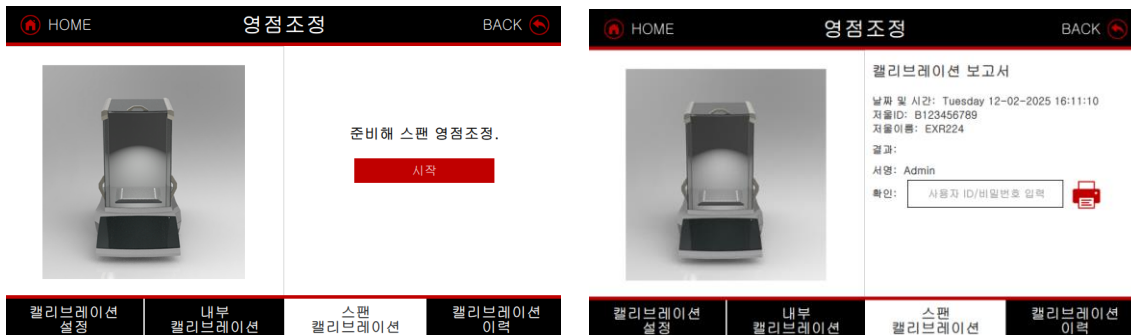 HOME
영점조정
BACK
준비해 스팬 영점조정.
시작
캘리브레이션
설정
내부
캘리브레이션
스팬
캘리브레이션
캘리브레이션
이력
HOME
영점조정
BACK
캘리브레이션 보고서
날짜 및 시간: Tuesday 12-02-2025 16:11:10
저울ID: B123456789
저울이름: EXR224
결과:
서명: Admin
확인: 사용자 ID/비밀번호 입력
캘리브레이션
설정
내부
캘리브레이션
스팬
캘리브레이션
캘리브레이션
이력